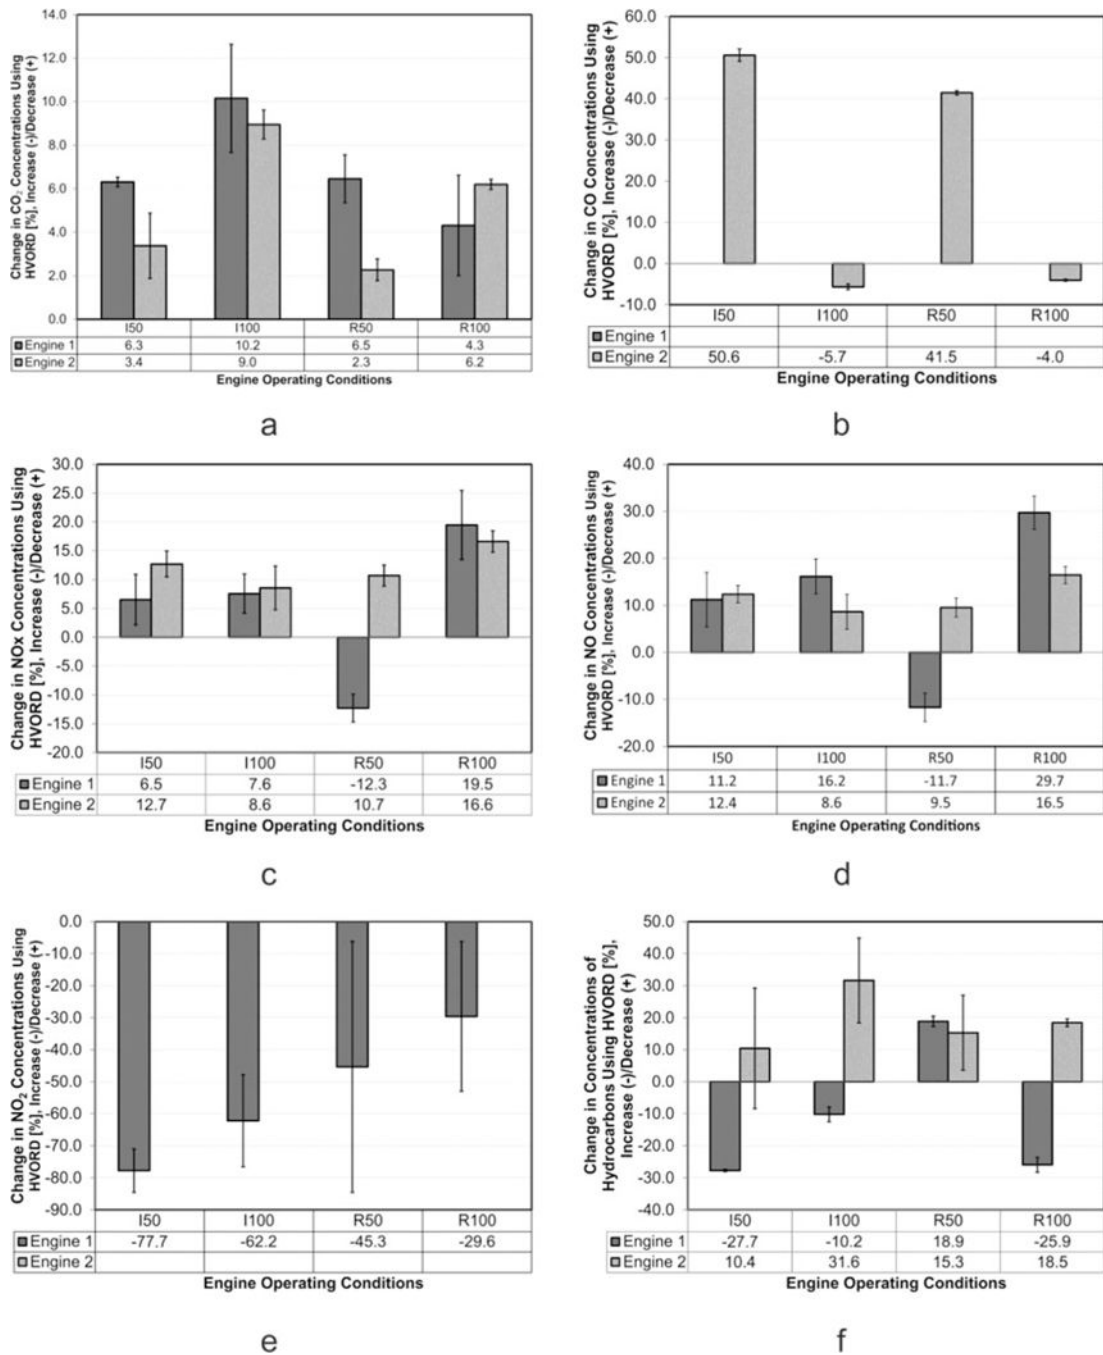 Change in CO₂ Concentrations Using
HVORD [%], Increase (-)/Decrease (+)
14.0
12.0
10.0
8.0
6.0
4.0
2.0
0.0
I50 I100 R50 R100
Engine 1 6.3 10.2 6.5 4.3
Engine 2 3.4 9.0 2.3 6.2
Engine Operating Conditions
a
Change in CO Concentrations Using
HVORD [%], Increase (-)/Decrease (+)
60.0
50.0
40.0
30.0
20.0
10.0
0.0
-10.0
I50 I100 R50 R100
Engine 1
Engine 2 50.6 -5.7 41.5 -4.0
Engine Operating Conditions
b
Change in NOx Concentrations Using
HVORD [%], Increase (-)/Decrease (+)
30.0
25.0
20.0
15.0
10.0
5.0
0.0
-5.0
-10.0
-15.0
-20.0
I50 I100 R50 R100
Engine 1 6.5 7.6 -12.3 19.5
Engine 2 12.7 8.6 10.7 16.6
Engine Operating Conditions
c
Change in NO Concentrations Using
HVORD [%], Increase (-)/Decrease (+)
40.0
30.0
20.0
10.0
0.0
-10.0
-20.0
I50 I100 R50 R100
Engine 1 11.2 16.2 -11.7 29.7
Engine 2 12.4 8.6 9.5 16.5
Engine Operating Conditions
d
Change in NO₂ Concentrations Using
HVORD [%], Increase (-)/Decrease (+)
0.0
-10.0
-20.0
-30.0
-40.0
-50.0
-60.0
-70.0
-80.0
-90.0
I50 I100 R50 R100
Engine 1 -77.7 -62.2 -45.3 -29.6
Engine 2
Engine Operating Conditions
e
Change in Concentrations of
Hydrocarbons Using HVORD [%],
Increase (-)/Decrease (+)
50.0
40.0
30.0
20.0
10.0
0.0
-10.0
-20.0
-30.0
-40.0
I50 I100 R50 R100
Engine 1 -27.7 -10.2 18.9 -25.9
Engine 2 10.4 31.6 15.3 18.5
Engine Operating Conditions
f